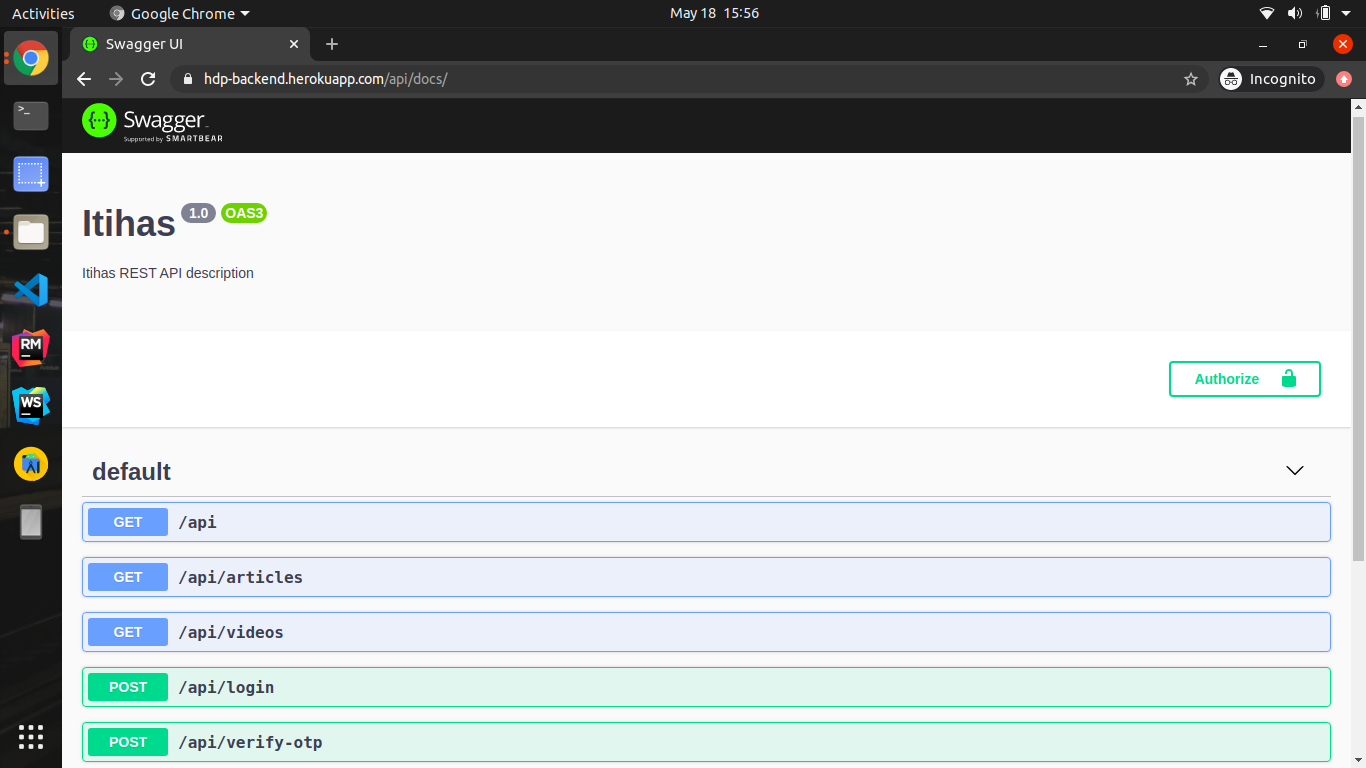 Activities
Google Chrome
May 18 15:56
Swagger UI
hdp-backend.herokuapp.com/api/docs/
Incognito
>_
{··}
Swagger
Supported by SMARTBEAR
Itihas 1.0 OAS3
Itihas REST API description
RM
Authorize
WS
default
GET /api
GET /api/articles
GET /api/videos
POST /api/login
POST /api/verify-otp